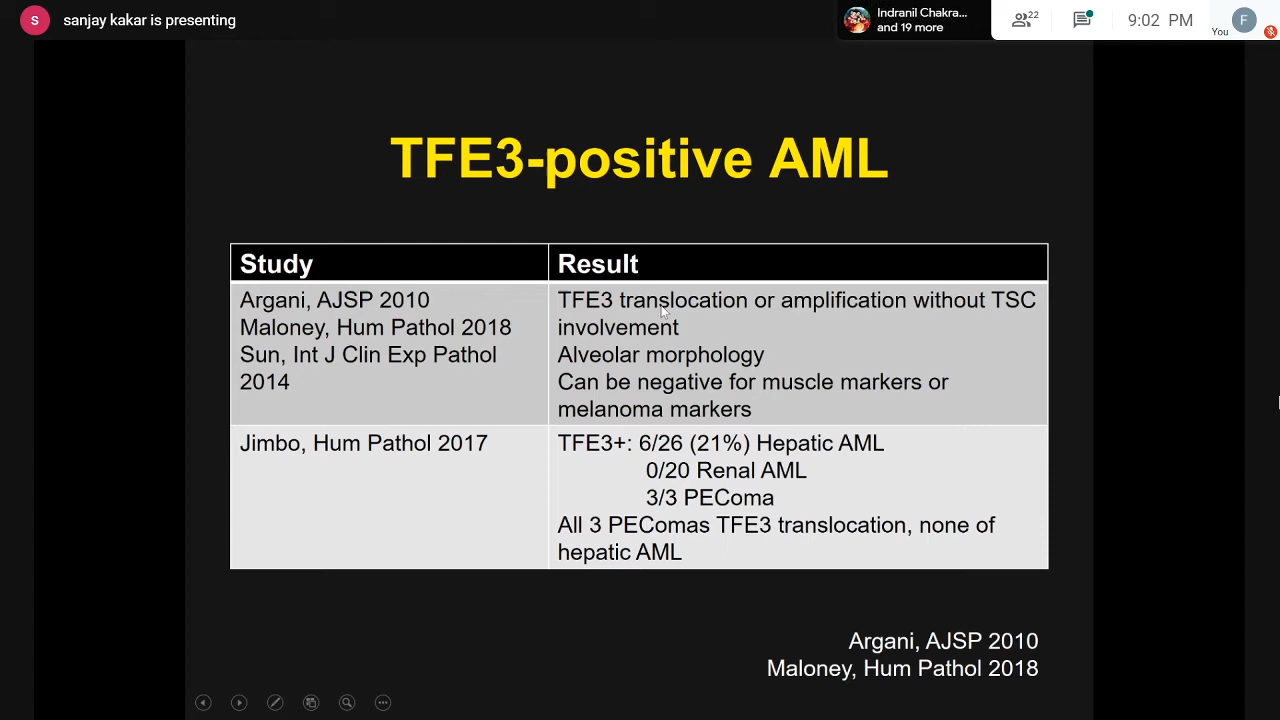 S sanjay kakar is presenting
Indranil Chakra...
and 19 more
22
9:02 PM
F
You
TFE3-positive AML
Study
Result
Argani, AJSP 2010
Maloney, Hum Pathol 2018
Sun, Int J Clin Exp Pathol
2014
TFE3 translocation or amplification without TSC
involvement
Alveolar morphology
Can be negative for muscle markers or
melanoma markers
Jimbo, Hum Pathol 2017
TFE3+: 6/26 (21%) Hepatic AML
0/20 Renal AML
3/3 PEComa
All 3 PEComas TFE3 translocation, none of
hepatic AML
Argani, AJSP 2010
Maloney, Hum Pathol 2018